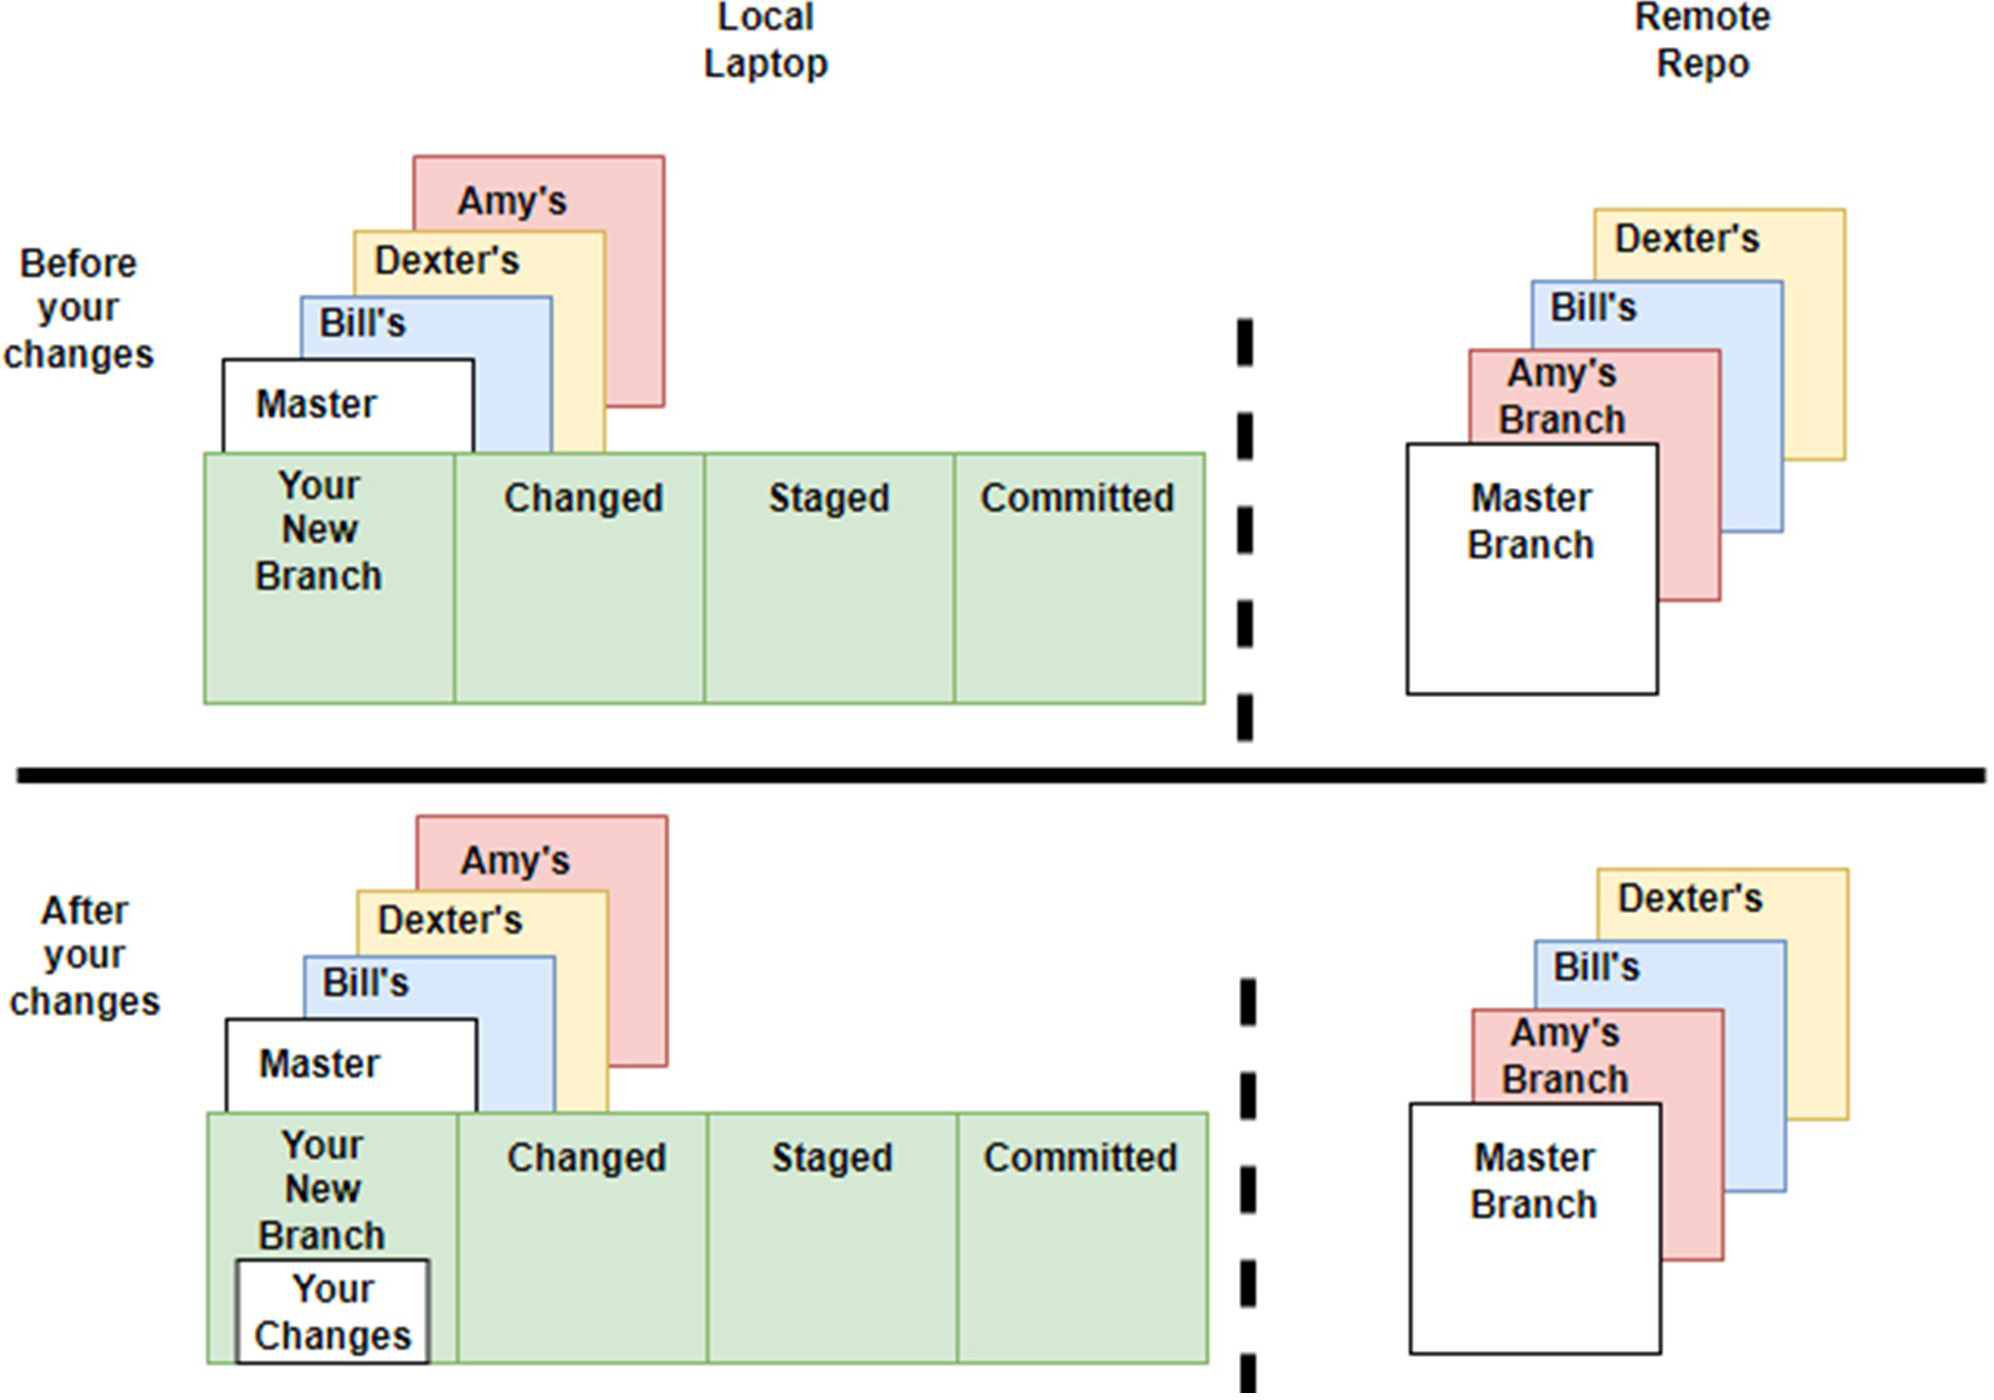 Local
Laptop
Remote
Repo
Before
your
changes
Amy's
Dexter's
Bill's
Master
Your
New
Branch
Changed
Staged
Committed
Dexter's
Bill's
Amy's
Branch
Master
Branch
After
your
changes
Amy's
Dexter's
Bill's
Master
Your
New
Branch
Your
Changes
Changed
Staged
Committed
Dexter's
Bill's
Amy's
Branch
Master
Branch